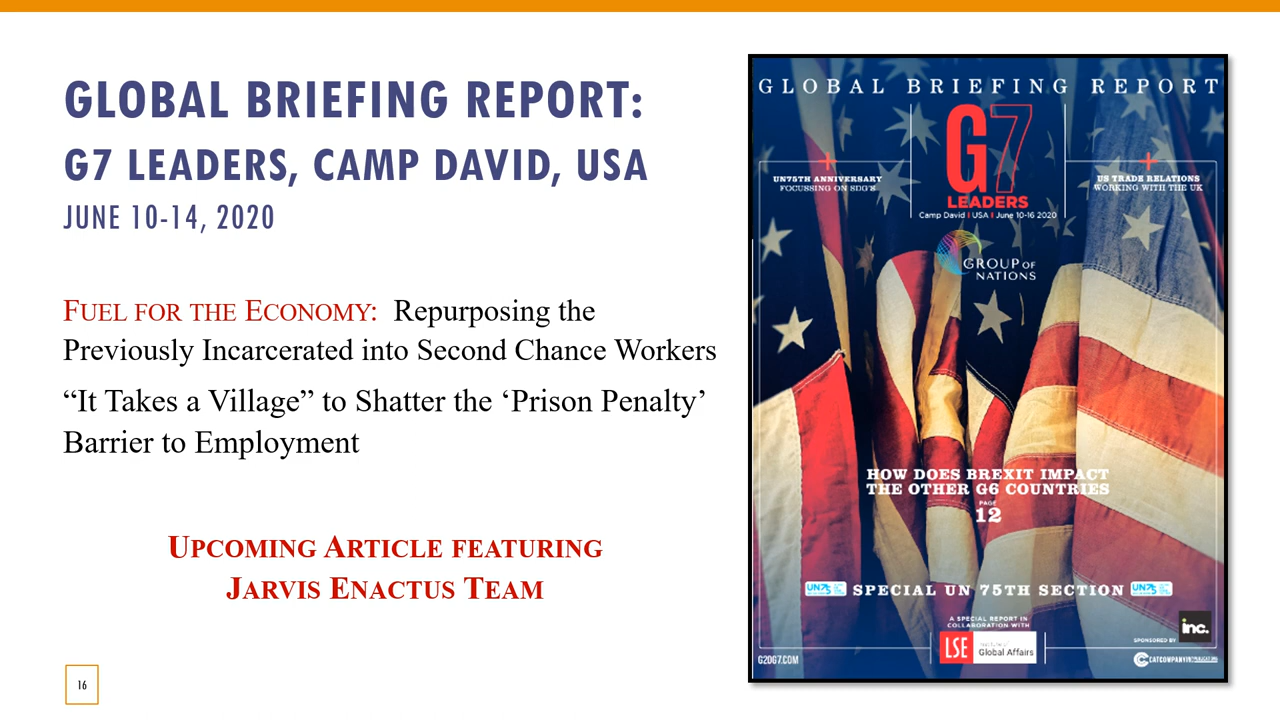 GLOBAL BRIEFING REPORT:
G7 LEADERS, CAMP DAVID, USA
JUNE 10-14, 2020
FUEL FOR THE ECONOMY: Repurposing the
Previously Incarcerated into Second Chance Workers
“It Takes a Village” to Shatter the ‘Prison Penalty’
Barrier to Employment
UPCOMING ARTICLE FEATURING
JARVIS ENACTUS TEAM
16
GLOBAL BRIEFING REPORT
G7
LEADERS
Camp David | USA | June 10-16 2020
UN75TH ANNIVERSARY
FOCUSSING ON SDG'S
US TRADE RELATIONS
WORKING WITH THE UK
GROUP OF
NATIONS
HOW DOES BREXIT IMPACT
THE OTHER G6 COUNTRIES
PAGE
12
UN75 SPECIAL UN 75TH SECTION UN75
A SPECIAL REPORT IN
COLLABORATION WITH
LSE
Global Affairs
SPONSORED BY
inc.
G20G7.COM